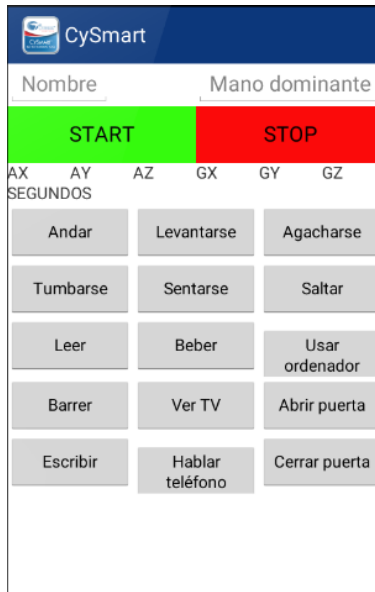 CySmart
Nombre Mano dominante
START STOP
AX AY AZ GX GY GZ
SEGUNDOS
Andar Levantarse Agacharse
Tumbarse Sentarse Saltar
Leer Beber Usar
ordenador
Barrer Ver TV Abrir puerta
Escribir Hablar
teléfono Cerrar puerta